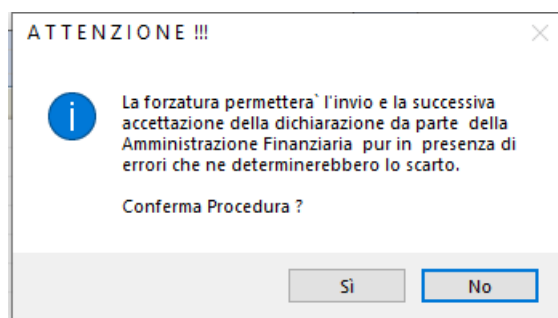 ATTENZIONE !!!
La forzatura permettera` l'invio e la successiva
accettazione della dichiarazione da parte della
Amministrazione Finanziaria pur in presenza di
errori che ne determinerebbero lo scarto.
Conferma Procedura ?
Sì
No